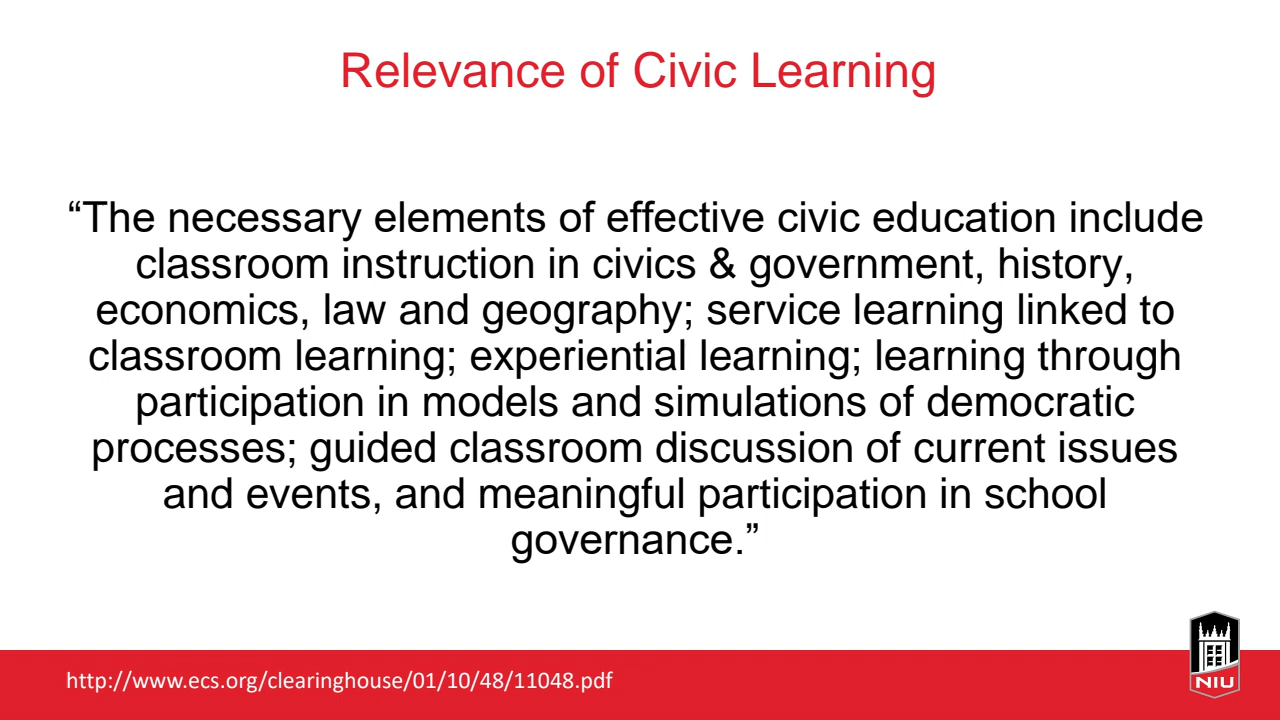 Relevance of Civic Learning
“The necessary elements of effective civic education include
classroom instruction in civics & government, history,
economics, law and geography; service learning linked to
classroom learning; experiential learning; learning through
participation in models and simulations of democratic
processes; guided classroom discussion of current issues
and events, and meaningful participation in school
governance.”
http://www.ecs.org/clearinghouse/01/10/48/11048.pdf
NIU